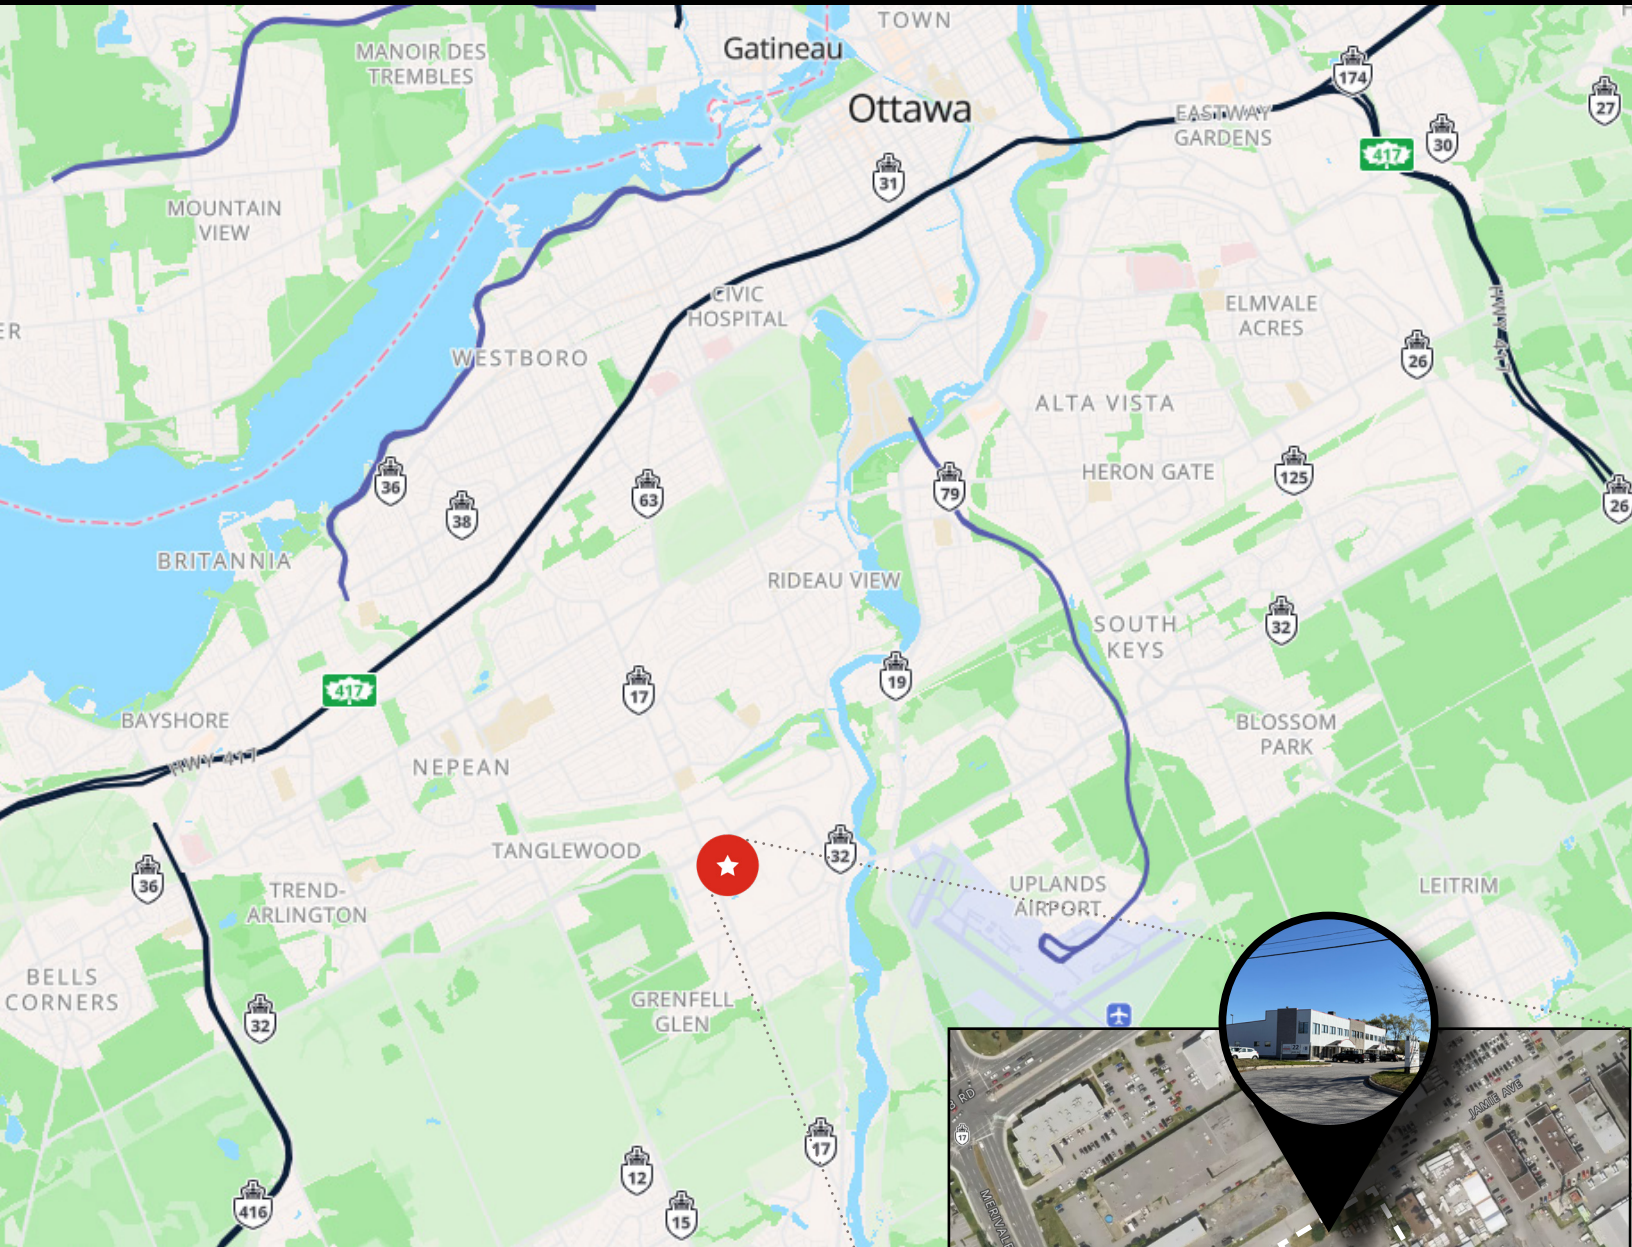 TOWN
Gatineau
MANOIR DES
TREMBLES
174
27
Ottawa
EASTWAY
GARDENS
30
417
31
MOUNTAIN
VIEW
CIVIC
HOSPITAL
ELMVALE
ACRES
HWY 417
ER
WESTBORO
26
ALTA VISTA
36
38
63
79
HERON GATE
125
26
BRITANNIA
RIDEAU VIEW
SOUTH
KEYS
32
417
17
19
BAYSHORE
BLOSSOM
PARK
HWY 417
NEPEAN
TANGLEWOOD
32
36
TREND-
ARLINGTON
UPLANDS
AIRPORT
LEITRIM
BELLS
CORNERS
32
GRENFELL
GLEN
JAMIE AVE
RD
17
17
12
416
15
MERIVALE